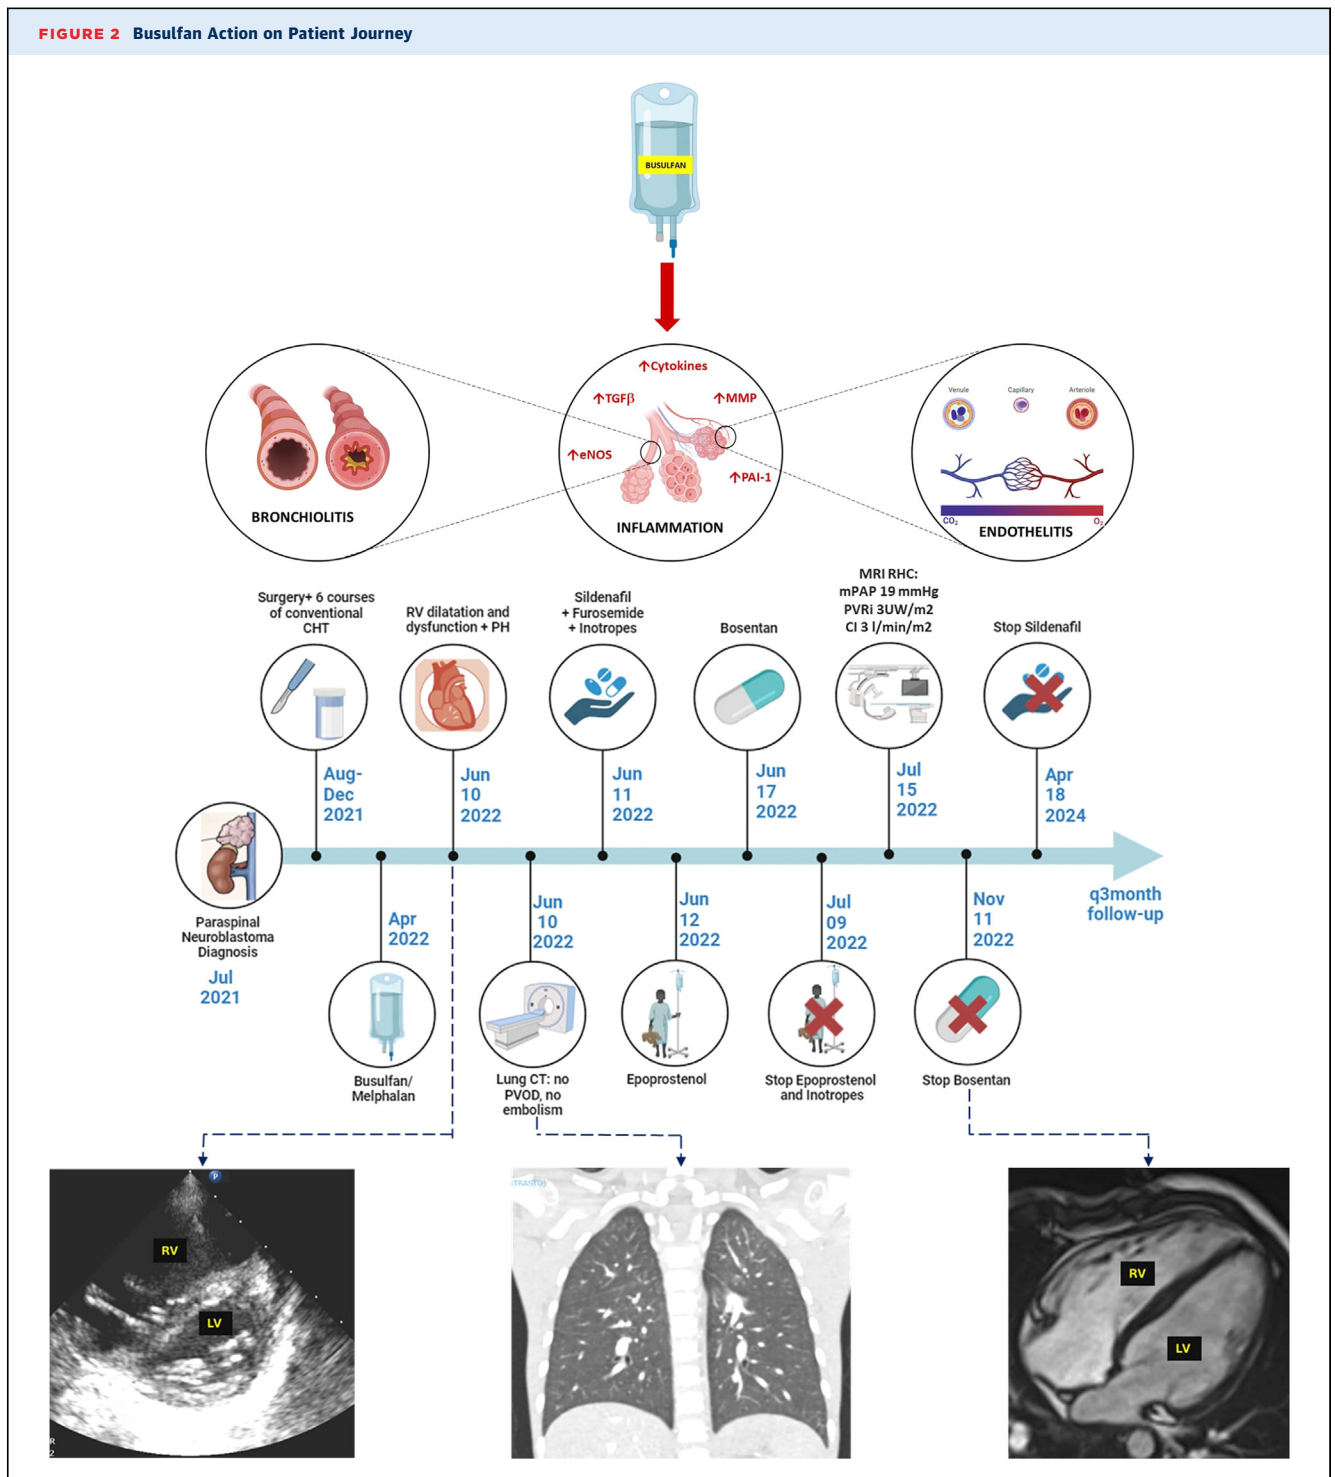 FIGURE 2 Busulfan Action on Patient Journey
BUSULFAN
↑Cytokines
↑TGFβ
↑MMP
↑eNOS
↑PAI-1
INFLAMMATION
BRONCHIOLITIS
Venule
Capillary
Arteriole
CO₂
O₂
ENDOTHELITIS
Surgery+ 6 courses
of conventional
CHT
RV dilatation and
dysfunction + PH
Sildenafil
+ Furosemide
+ Inotropes
Bosentan
MRI RHC:
mPAP 19 mmHg
PVRi 3UW/m2
CI 3 l/min/m2
Stop Sildenafil
Aug-
Dec
2021
Jun
10
2022
Jun
11
2022
Jun
17
2022
Jul
15
2022
Apr
18
2024
Paraspinal
Neuroblastoma
Diagnosis
Jul
2021
Apr
2022
Jun
10
2022
Jun
12
2022
Jul
09
2022
Nov
11
2022
q3month
follow-up
Busulfan/
Melphalan
Lung CT: no
PVOD, no
embolism
Epoprostenol
Stop Epoprostenol
and Inotropes
Stop Bosentan
P
RV
LV
R
2
RV
LV